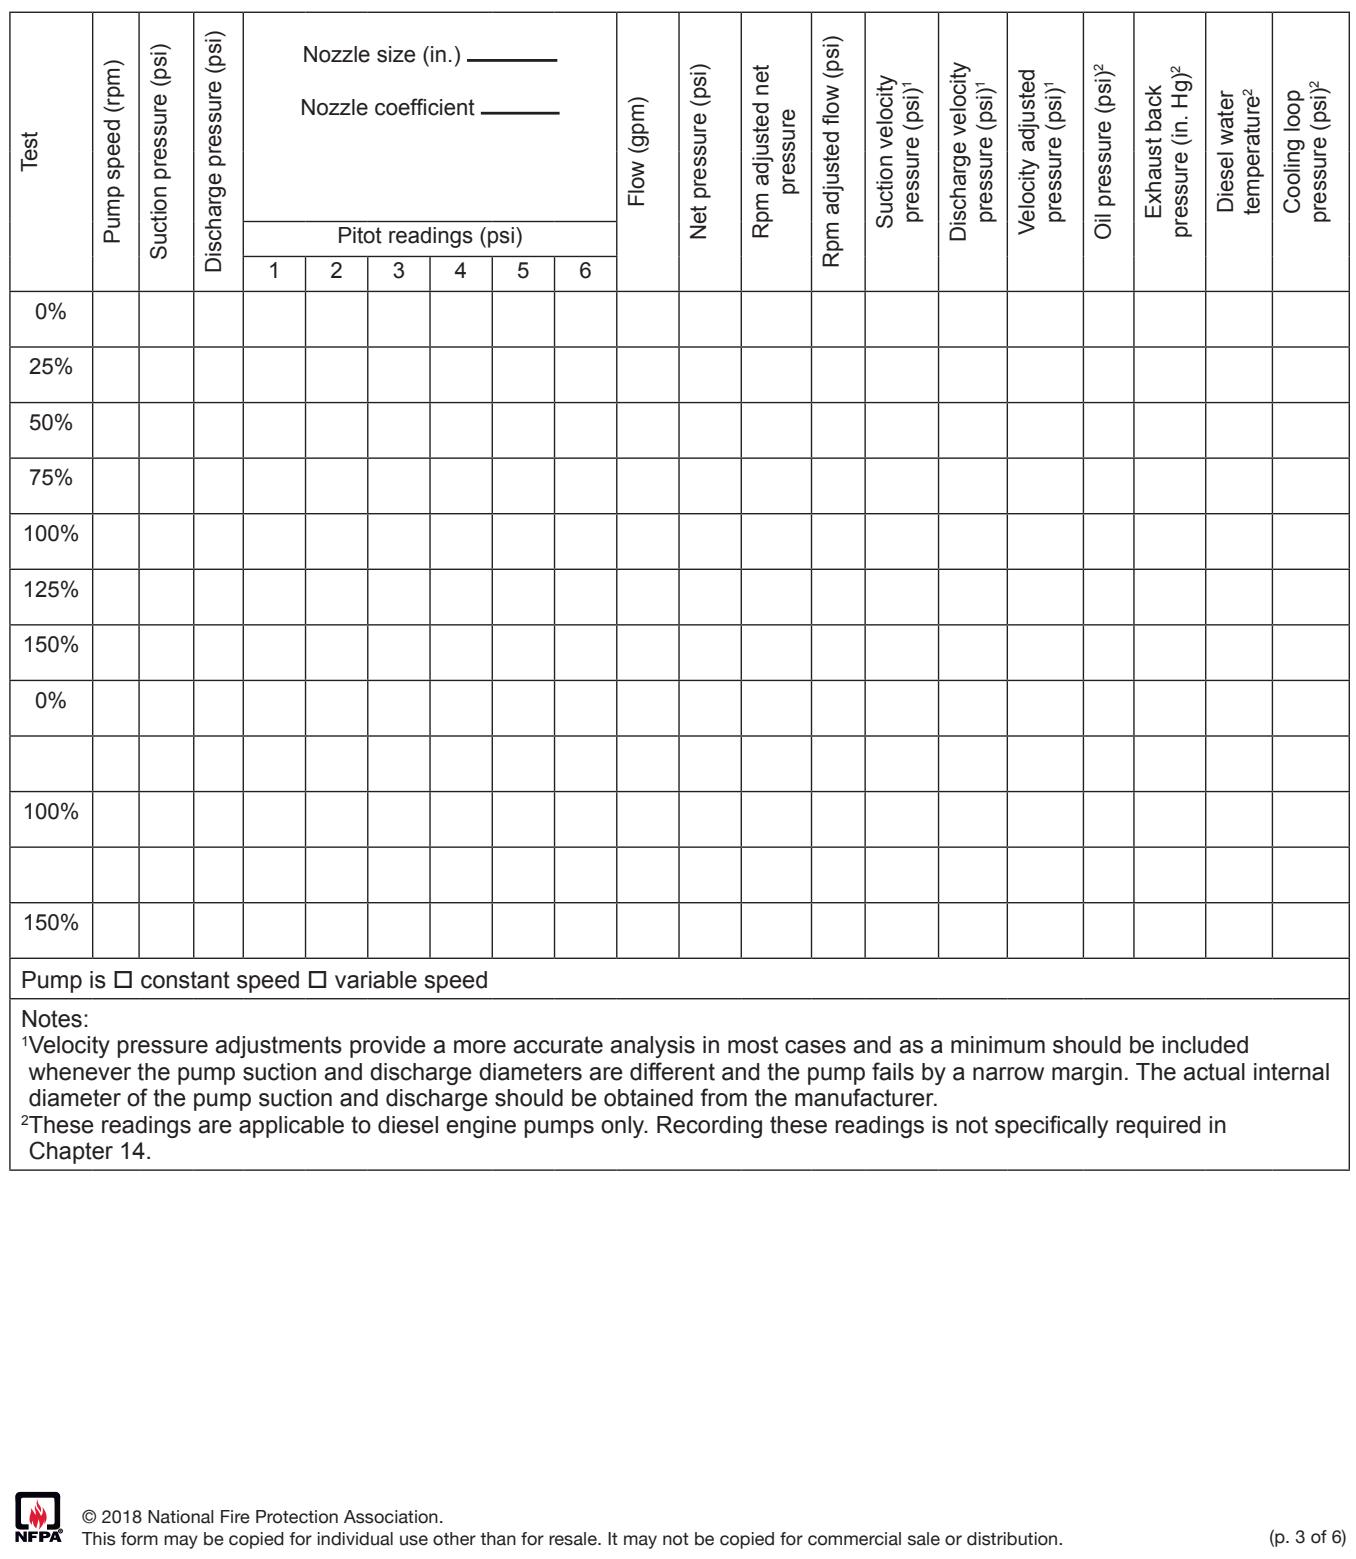 Test
Pump speed (rpm)
Suction pressure (psi)
Discharge pressure (psi)
Nozzle size (in.) ______
Nozzle coefficient ______
Pitot readings (psi)
1 2 3 4 5 6
Flow (gpm)
Net pressure (psi)
Rpm adjusted net
pressure
Rpm adjusted flow (psi)
Suction velocity
pressure (psi)¹
Discharge velocity
pressure (psi)¹
Velocity adjusted
pressure (psi)¹
Oil pressure (psi)²
Exhaust back
pressure (in. Hg)²
Diesel water
temperature²
Cooling loop
pressure (psi)²
0%
25%
50%
75%
100%
125%
150%
0%
100%
150%
Pump is ☐ constant speed ☐ variable speed
Notes:
¹Velocity pressure adjustments provide a more accurate analysis in most cases and as a minimum should be included
whenever the pump suction and discharge diameters are different and the pump fails by a narrow margin. The actual internal
diameter of the pump suction and discharge should be obtained from the manufacturer.
²These readings are applicable to diesel engine pumps only. Recording these readings is not specifically required in
Chapter 14.
NFPA®
© 2018 National Fire Protection Association.
This form may be copied for individual use other than for resale. It may not be copied for commercial sale or distribution.
(p. 3 of 6)